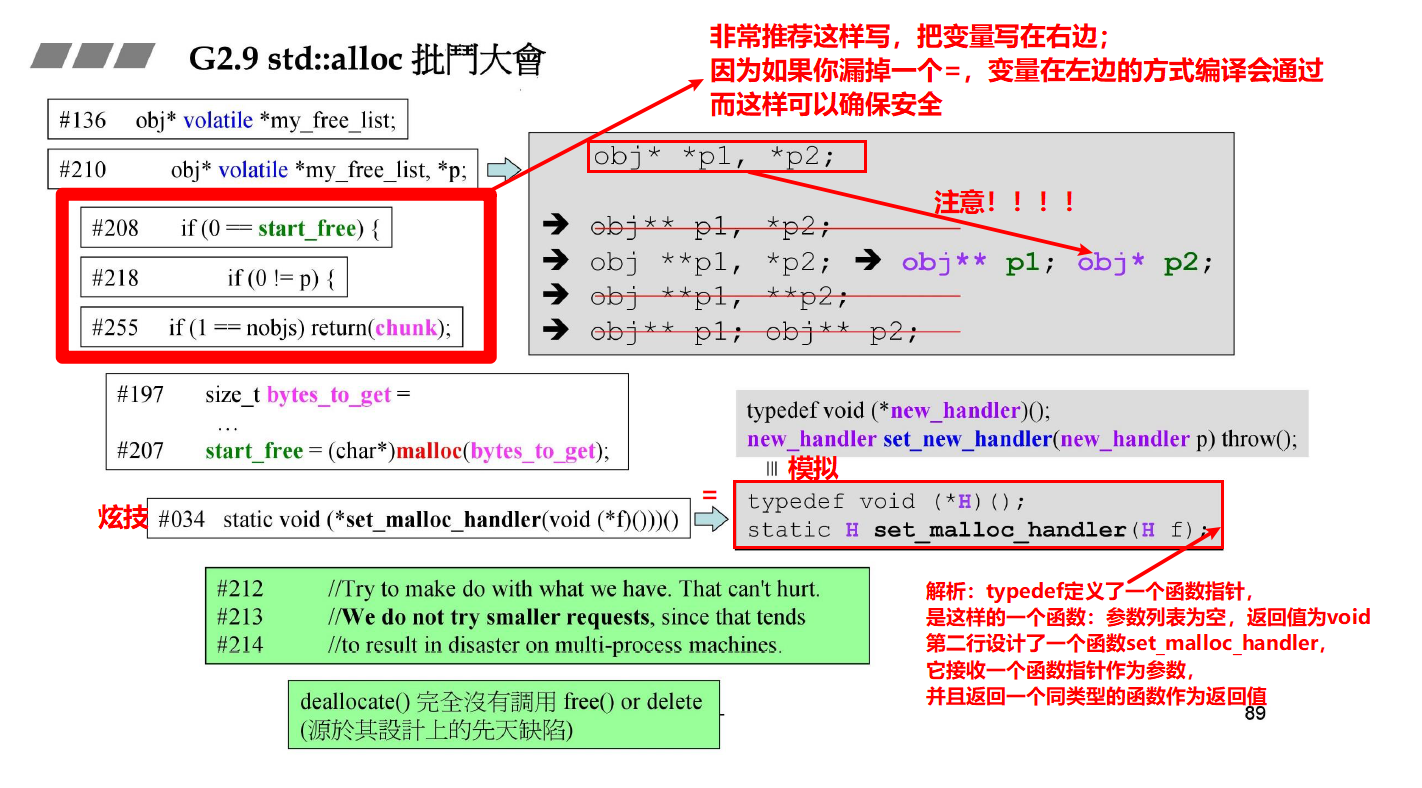 G2.9 std::alloc 批鬥大會
非常推荐这样写，把变量写在右边；
因为如果你漏掉一个=，变量在左边的方式编译会通过
而这样可以确保安全
#136 obj* volatile *my_free_list;
#210 obj* volatile *my_free_list, *p;
#208 if (0 == start_free) {
#218 if (0 != p) {
#255 if (1 == nobjs) return(chunk);
obj* *p1, *p2;
注意！！！！
➔ obj** p1, *p2;
➔ obj **p1, *p2; ➔ obj** p1; obj* p2;
➔ obj **p1, **p2;
➔ obj** p1; obj** p2;
#197 size_t bytes_to_get =
…
#207 start_free = (char*)malloc(bytes_to_get);
typedef void (*new_handler)();
new_handler set_new_handler(new_handler p) throw();
≡ 模拟
炫技 #034 static void (*set_malloc_handler(void (*f)()))()
=
typedef void (*H)();
static H set_malloc_handler(H f);
#212 //Try to make do with what we have. That can't hurt.
#213 //We do not try smaller requests, since that tends
#214 //to result in disaster on multi-process machines.
解析：typedef定义了一个函数指针，
是这样的一个函数：参数列表为空，返回值为void
第二行设计了一个函数set_malloc_handler，
它接收一个函数指针作为参数，
并且返回一个同类型的函数作为返回值
deallocate() 完全沒有調用 free() or delete
(源於其設計上的先天缺陷)
89